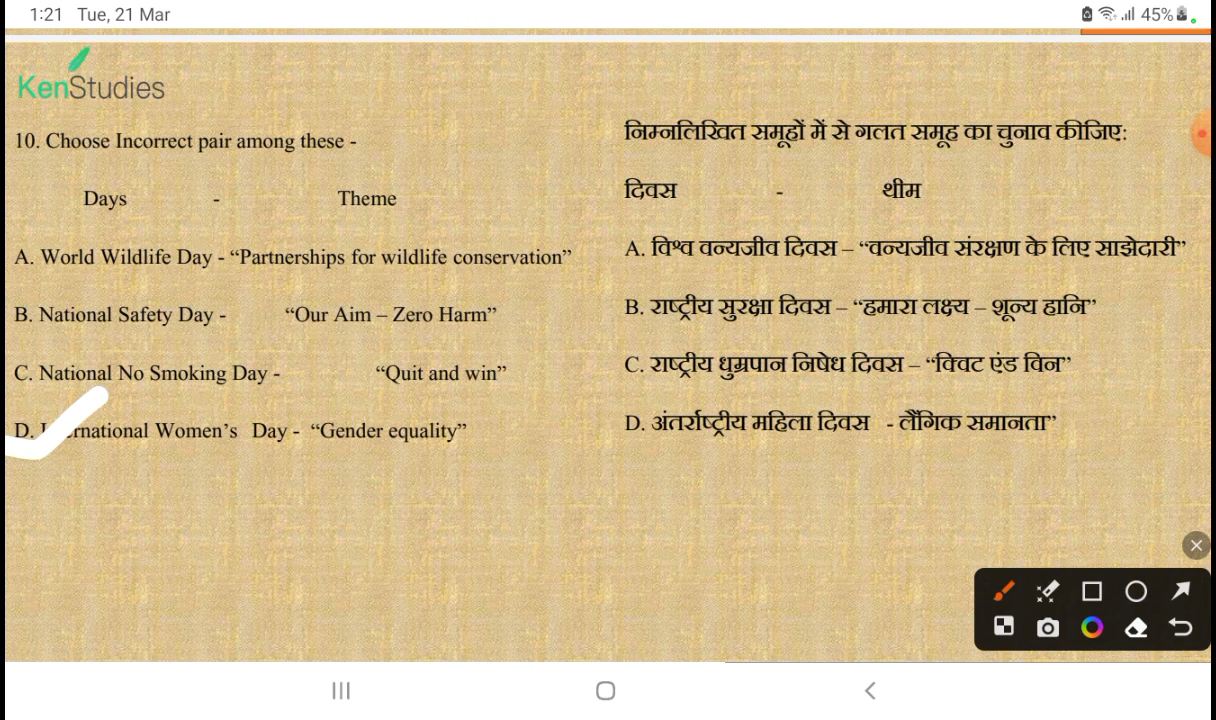 1:21 Tue, 21 Mar
45%
KenStudies
10. Choose Incorrect pair among these -
Days - Theme
A. World Wildlife Day - “Partnerships for wildlife conservation”
B. National Safety Day - “Our Aim – Zero Harm”
C. National No Smoking Day - “Quit and win”
D. International Women’s Day - “Gender equality”
निम्नलिखित समूहों में से गलत समूह का चुनाव कीजिए:
दिवस - थीम
A. विश्व वन्यजीव दिवस – “वन्यजीव संरक्षण के लिए साझेदारी”
B. राष्ट्रीय सुरक्षा दिवस – “हमारा लक्ष्य – शून्य हानि”
C. राष्ट्रीय धुम्रपान निषेध दिवस – “क्विट एंड विन”
D. अंतर्राष्ट्रीय महिला दिवस - लैंगिक समानता”